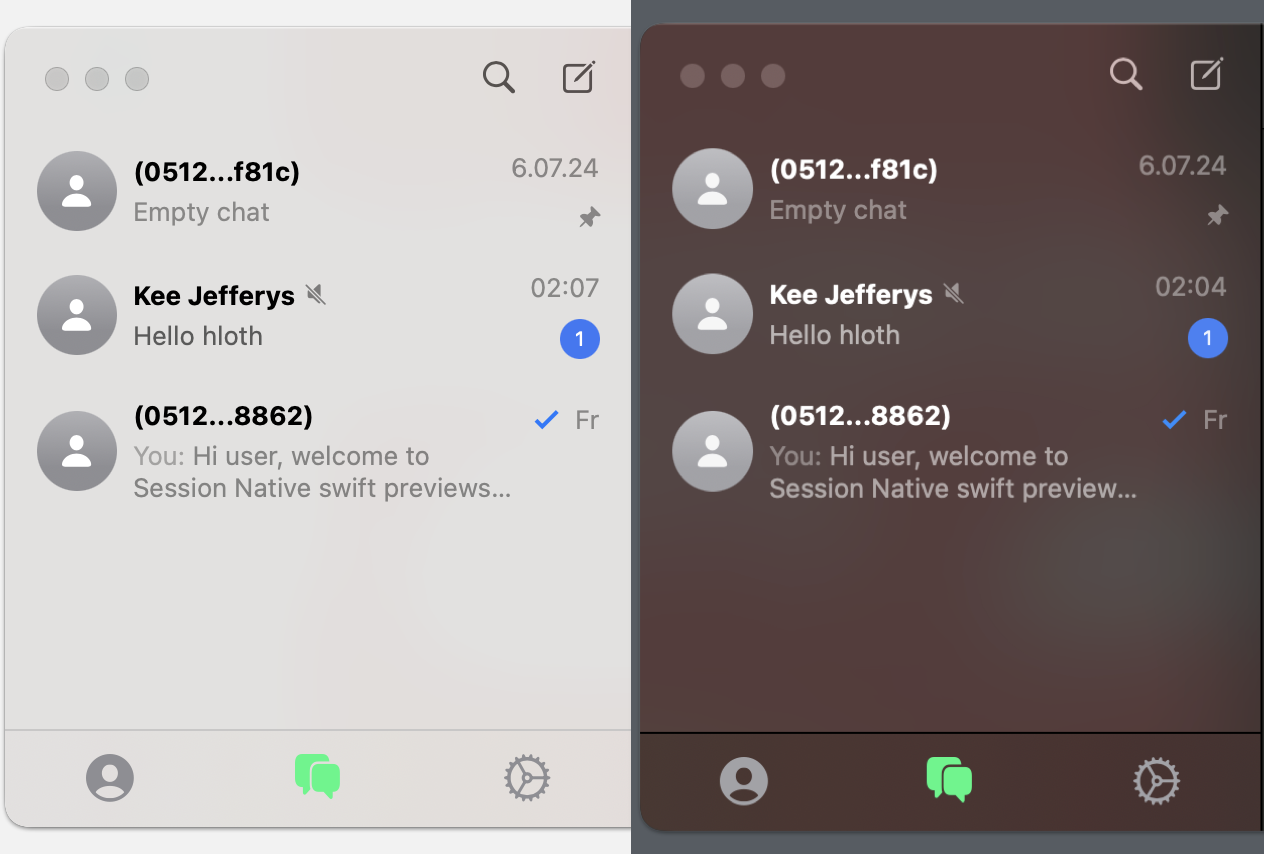 (0512...f81c)
6.07.24
Empty chat
Kee Jefferys
02:07
Hello hloth
1
(0512...8862)
Fr
You: Hi user, welcome to
Session Native swift previews...
(0512...f81c)
6.07.24
Empty chat
Kee Jefferys
02:04
Hello hloth
1
(0512...8862)
Fr
You: Hi user, welcome to
Session Native swift preview...